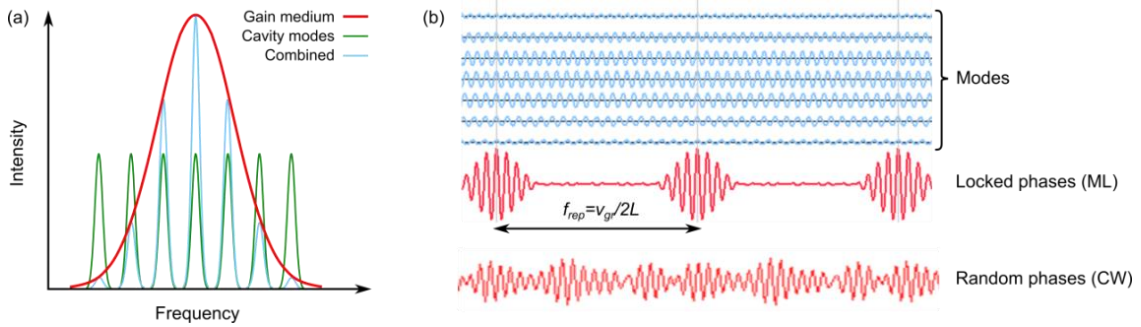 (a)
Gain medium
Cavity modes
Combined
Intensity
Frequency
(b)
Modes
Locked phases (ML)
f_rep=v_gr/2L
Random phases (CW)